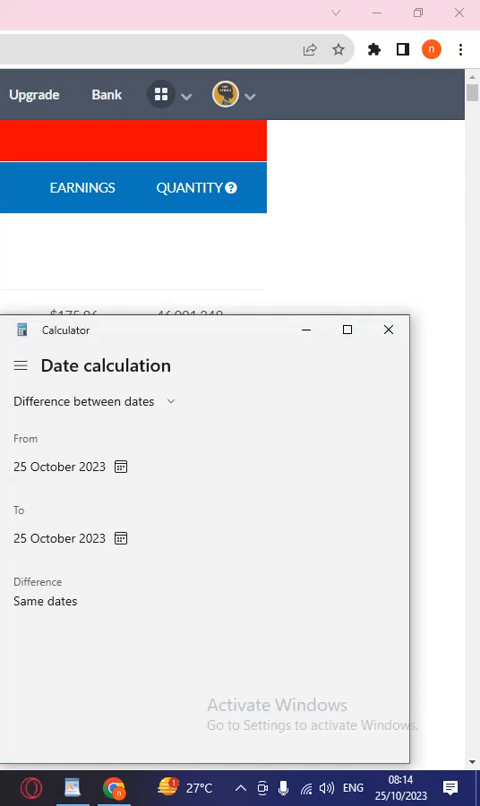 n
Upgrade Bank
EARNINGS QUANTITY ?
Calculator
Date calculation
Difference between dates
From
25 October 2023
To
25 October 2023
Difference
Same dates
Activate Windows
Go to Settings to activate Windows.
n 1 27°C ENG 08:14
25/10/2023